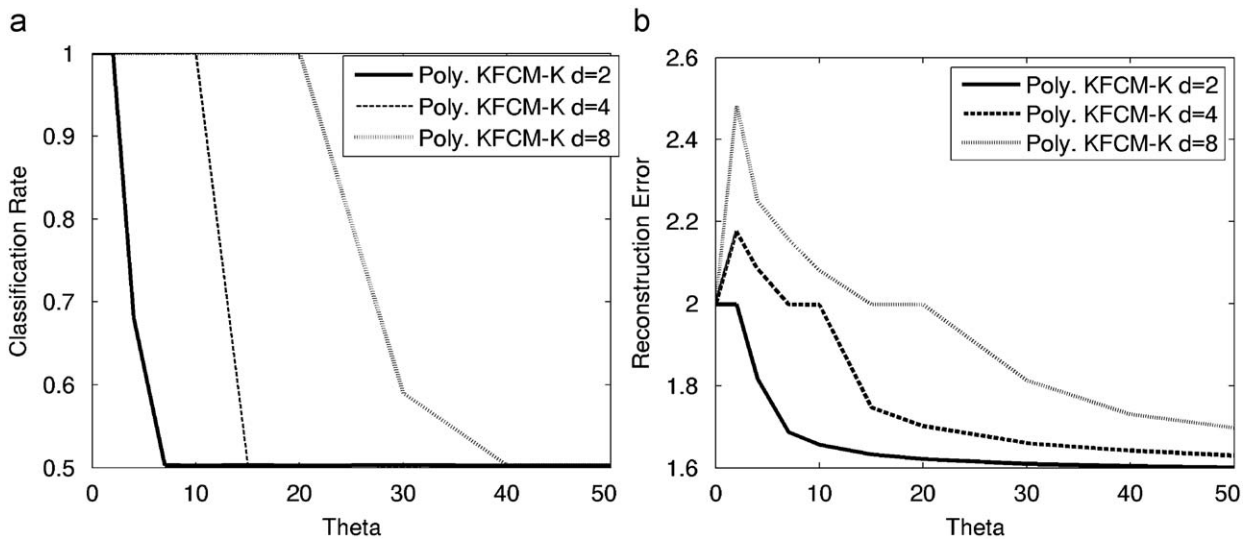 a
1
0.9
0.8
0.7
0.6
0.5
0
10
20
30
40
50
Classification Rate
Theta
Poly. KFCM-K d=2
Poly. KFCM-K d=4
Poly. KFCM-K d=8
b
2.6
2.4
2.2
2
1.8
1.6
0
10
20
30
40
50
Reconstruction Error
Theta
Poly. KFCM-K d=2
Poly. KFCM-K d=4
Poly. KFCM-K d=8